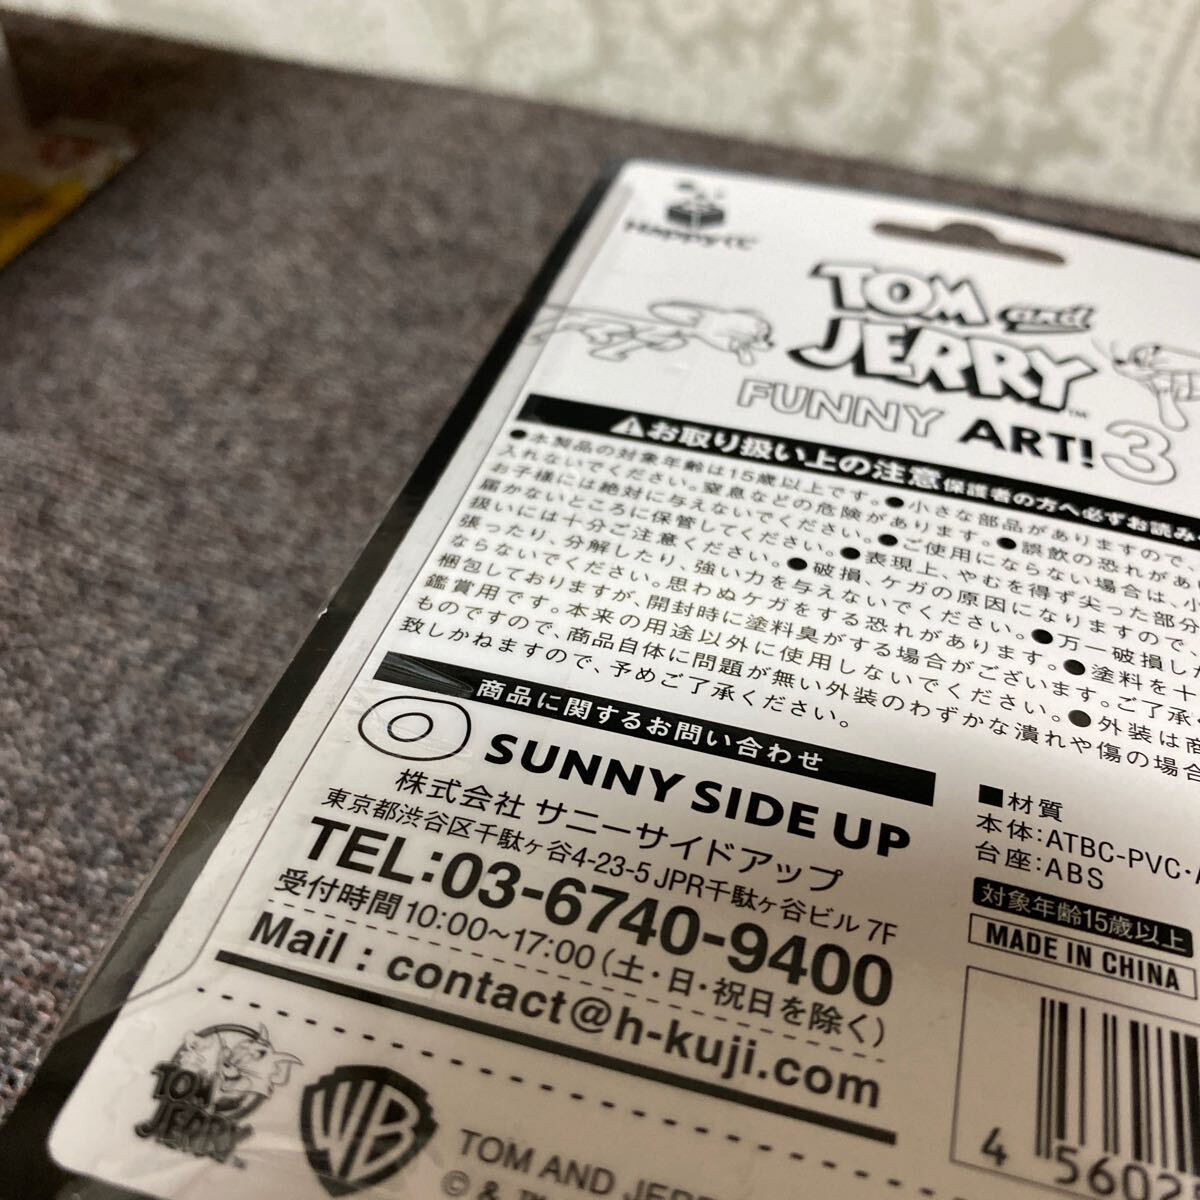 Happyくじ
TOM and
JERRY™
FUNNY ART! 3
⚠お取り扱い上の注意 保護者の方へ必ずお読み
●本製品の対象年齢は15歳以上です。●小さな部品がありますので、
入れないでください。窒息などの危険があります。●誤飲の恐れがあ
お子様には絶対に与えないでください。●ご使用にならない場合は、小
届かないところに保管してください。●表現上、やむを得ず尖った部分
扱いには十分ご注意ください。●破損、ケガの原因になりますので、
張ったり、分解したり、強い力を与えないでください。●万一破損し
ならないでください。思わぬケガをする恐れがあります。●塗料を十
梱包しておりますが、開封時に塗料臭がする場合がございます。ご了承
鑑賞用です。本来の用途以外に使用しないでください。●外装は商
ものですので、商品自体に問題が無い外装のわずかな潰れや傷の場合
致しかねますので、予めご了承ください。
商品に関するお問い合わせ
SUNNY SIDE UP
株式会社 サニーサイドアップ
東京都渋谷区千駄ヶ谷4-23-5 JPR千駄ヶ谷ビル 7F
TEL:03-6740-9400
受付時間 10:00~17:00 (土・日・祝日を除く)
Mail : contact@h-kuji.com
■材質
本体:ATBC-PVC・A
台座:ABS
対象年齢15歳以上
MADE IN CHINA
4 5602
TOM and JERRY™
WB
TOM AND JERR
© & ™